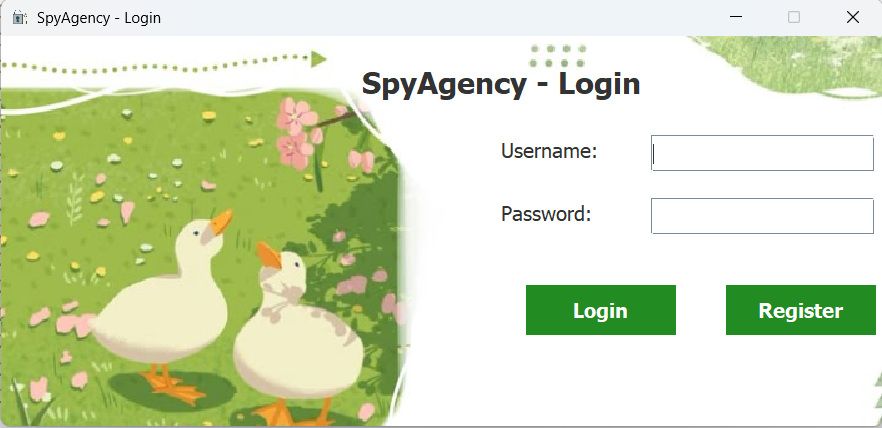 SpyAgency - Login
SpyAgency - Login
Username:
Password:
Login
Register